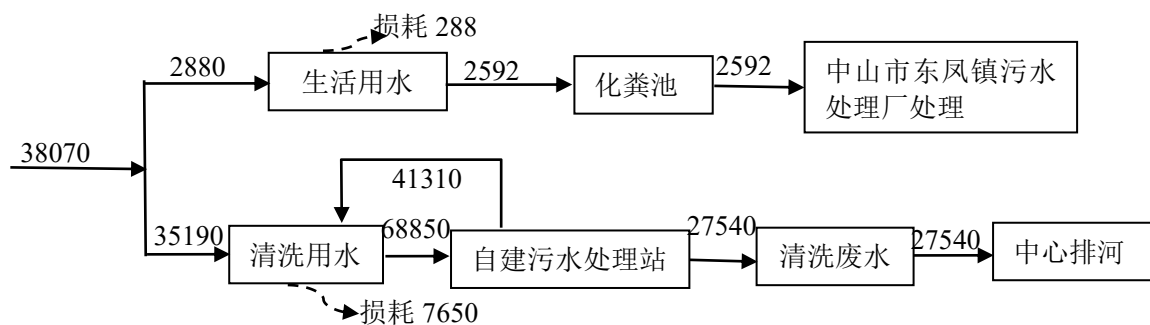 损耗 288
2880
生活用水
2592
化粪池
2592
中山市东凤镇污水
处理厂处理
38070
41310
35190
清洗用水
68850
自建污水处理站
27540
清洗废水
27540
中心排河
损耗 7650